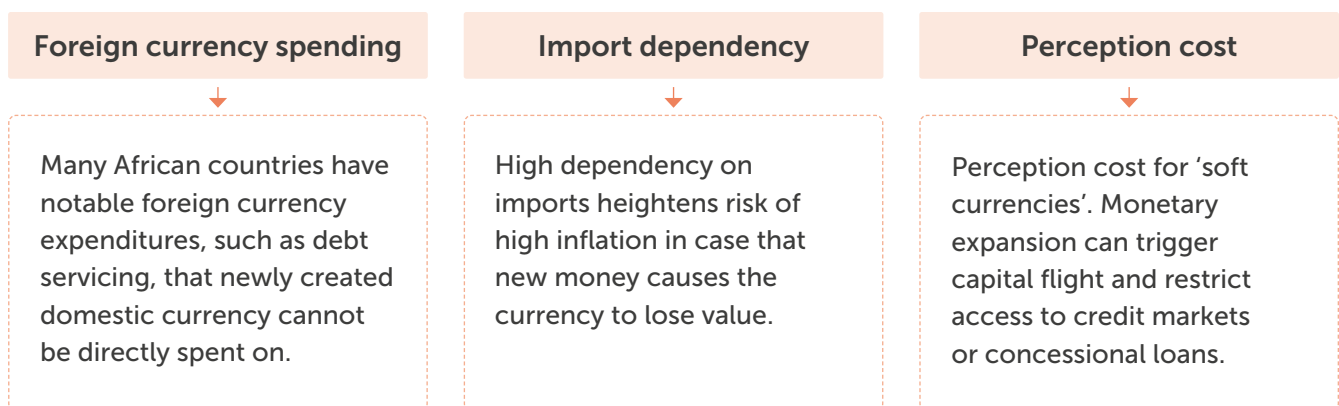 Foreign currency spending
Many African countries have
notable foreign currency
expenditures, such as debt
servicing, that newly created
domestic currency cannot
be directly spent on.
Import dependency
High dependency on
imports heightens risk of
high inflation in case that
new money causes the
currency to lose value.
Perception cost
Perception cost for ‘soft
currencies’. Monetary
expansion can trigger
capital flight and restrict
access to credit markets
or concessional loans.